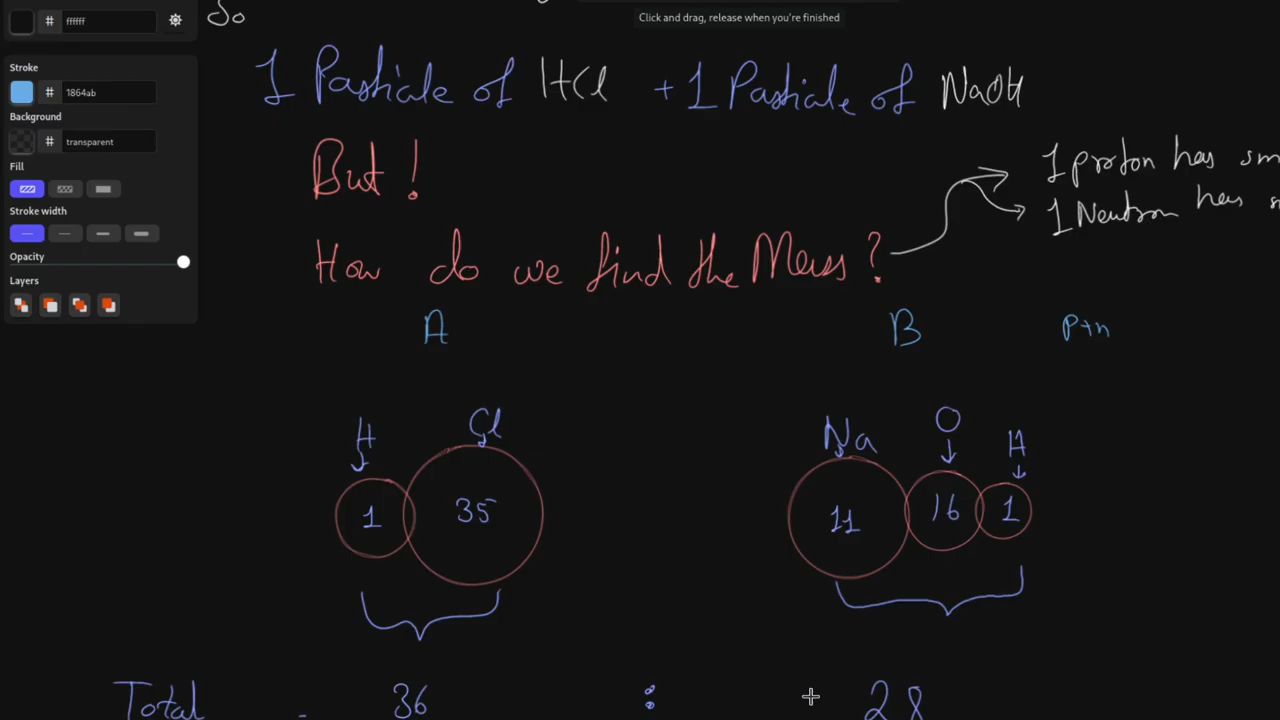 # ffffff
Click and drag, release when you're finished
So
Stroke
# 1864ab
Background
# transparent
Fill
Stroke width
Opacity
Layers
1 Particle of HCl + 1 Particle of NaOH
But!
1 proton has sm
1 Neutron has s
How do we find the Mass?
A B p+n
H Cl Na O H
1 35 11 16 1
Total - 36 : 28